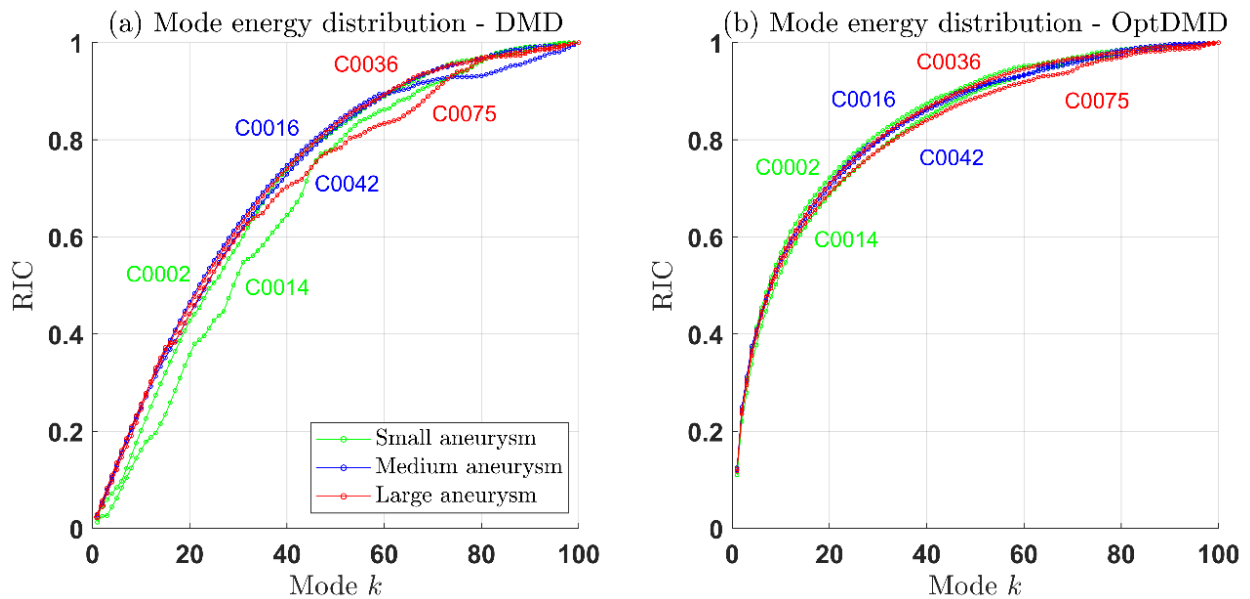 (a) Mode energy distribution - DMD
1
0.8
0.6
0.4
0.2
0
RIC
C0036
C0016
C0075
C0042
C0002
C0014
Small aneurysm
Medium aneurysm
Large aneurysm
0 20 40 60 80 100
Mode k
(b) Mode energy distribution - OptDMD
1
0.8
0.6
0.4
0.2
0
RIC
C0036
C0016
C0075
C0042
C0002
C0014
0 20 40 60 80 100
Mode k